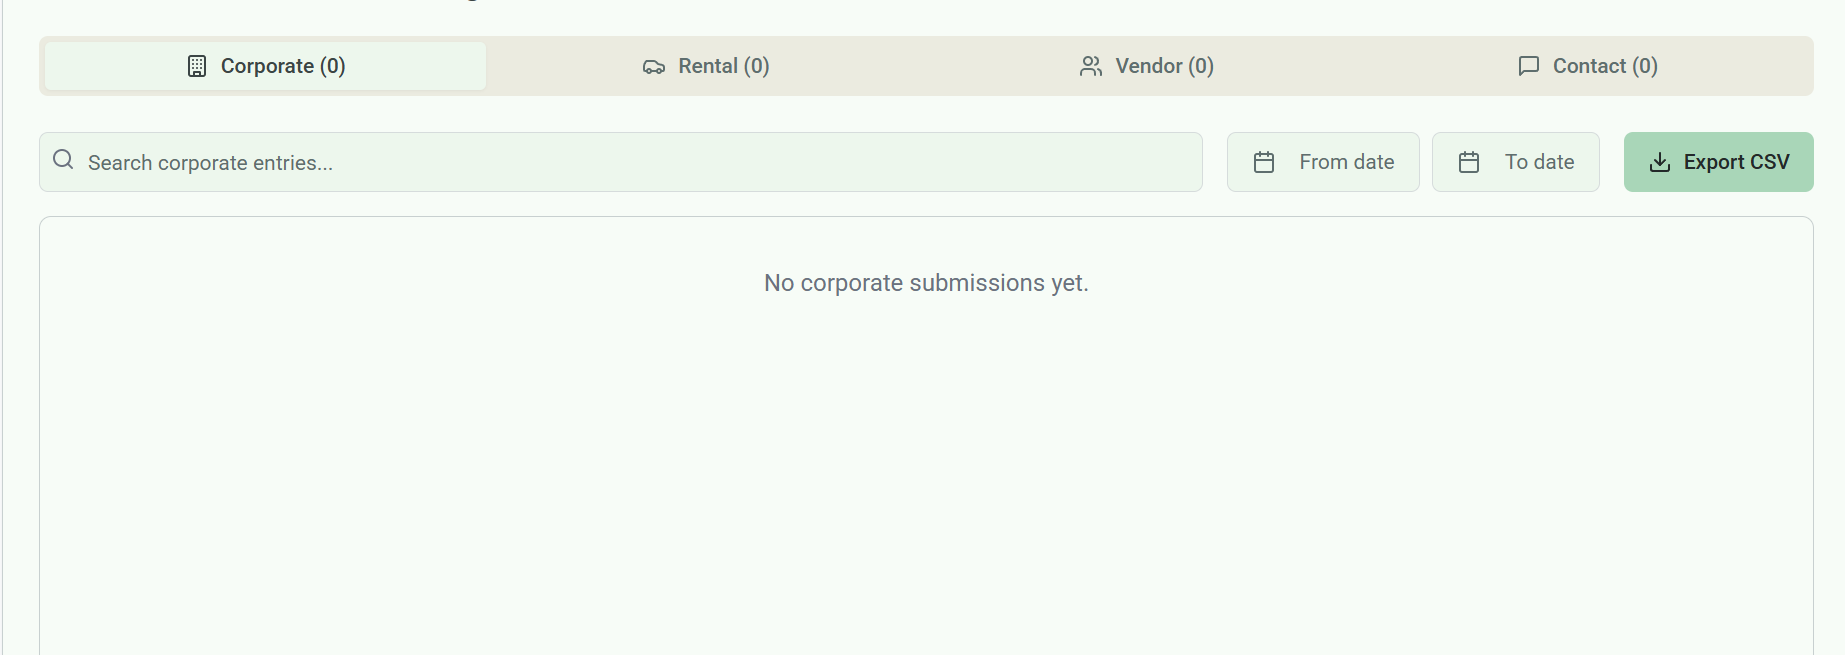 Corporate (0)
Rental (0)
Vendor (0)
Contact (0)
Search corporate entries...
From date
To date
Export CSV
No corporate submissions yet.